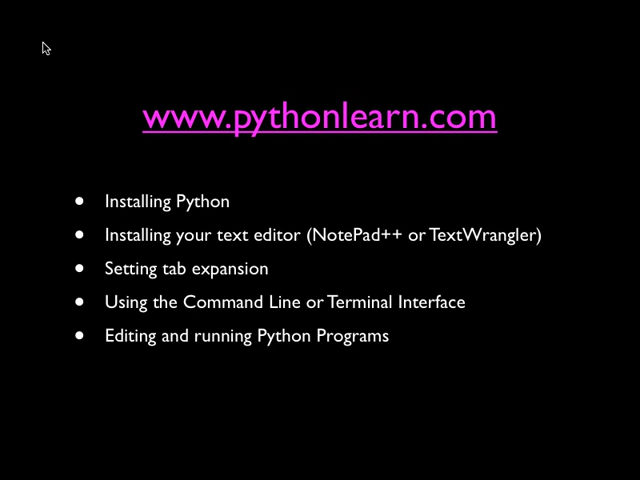 www.pythonlearn.com
• Installing Python
• Installing your text editor (NotePad++ or TextWrangler)
• Setting tab expansion
• Using the Command Line or Terminal Interface
• Editing and running Python Programs